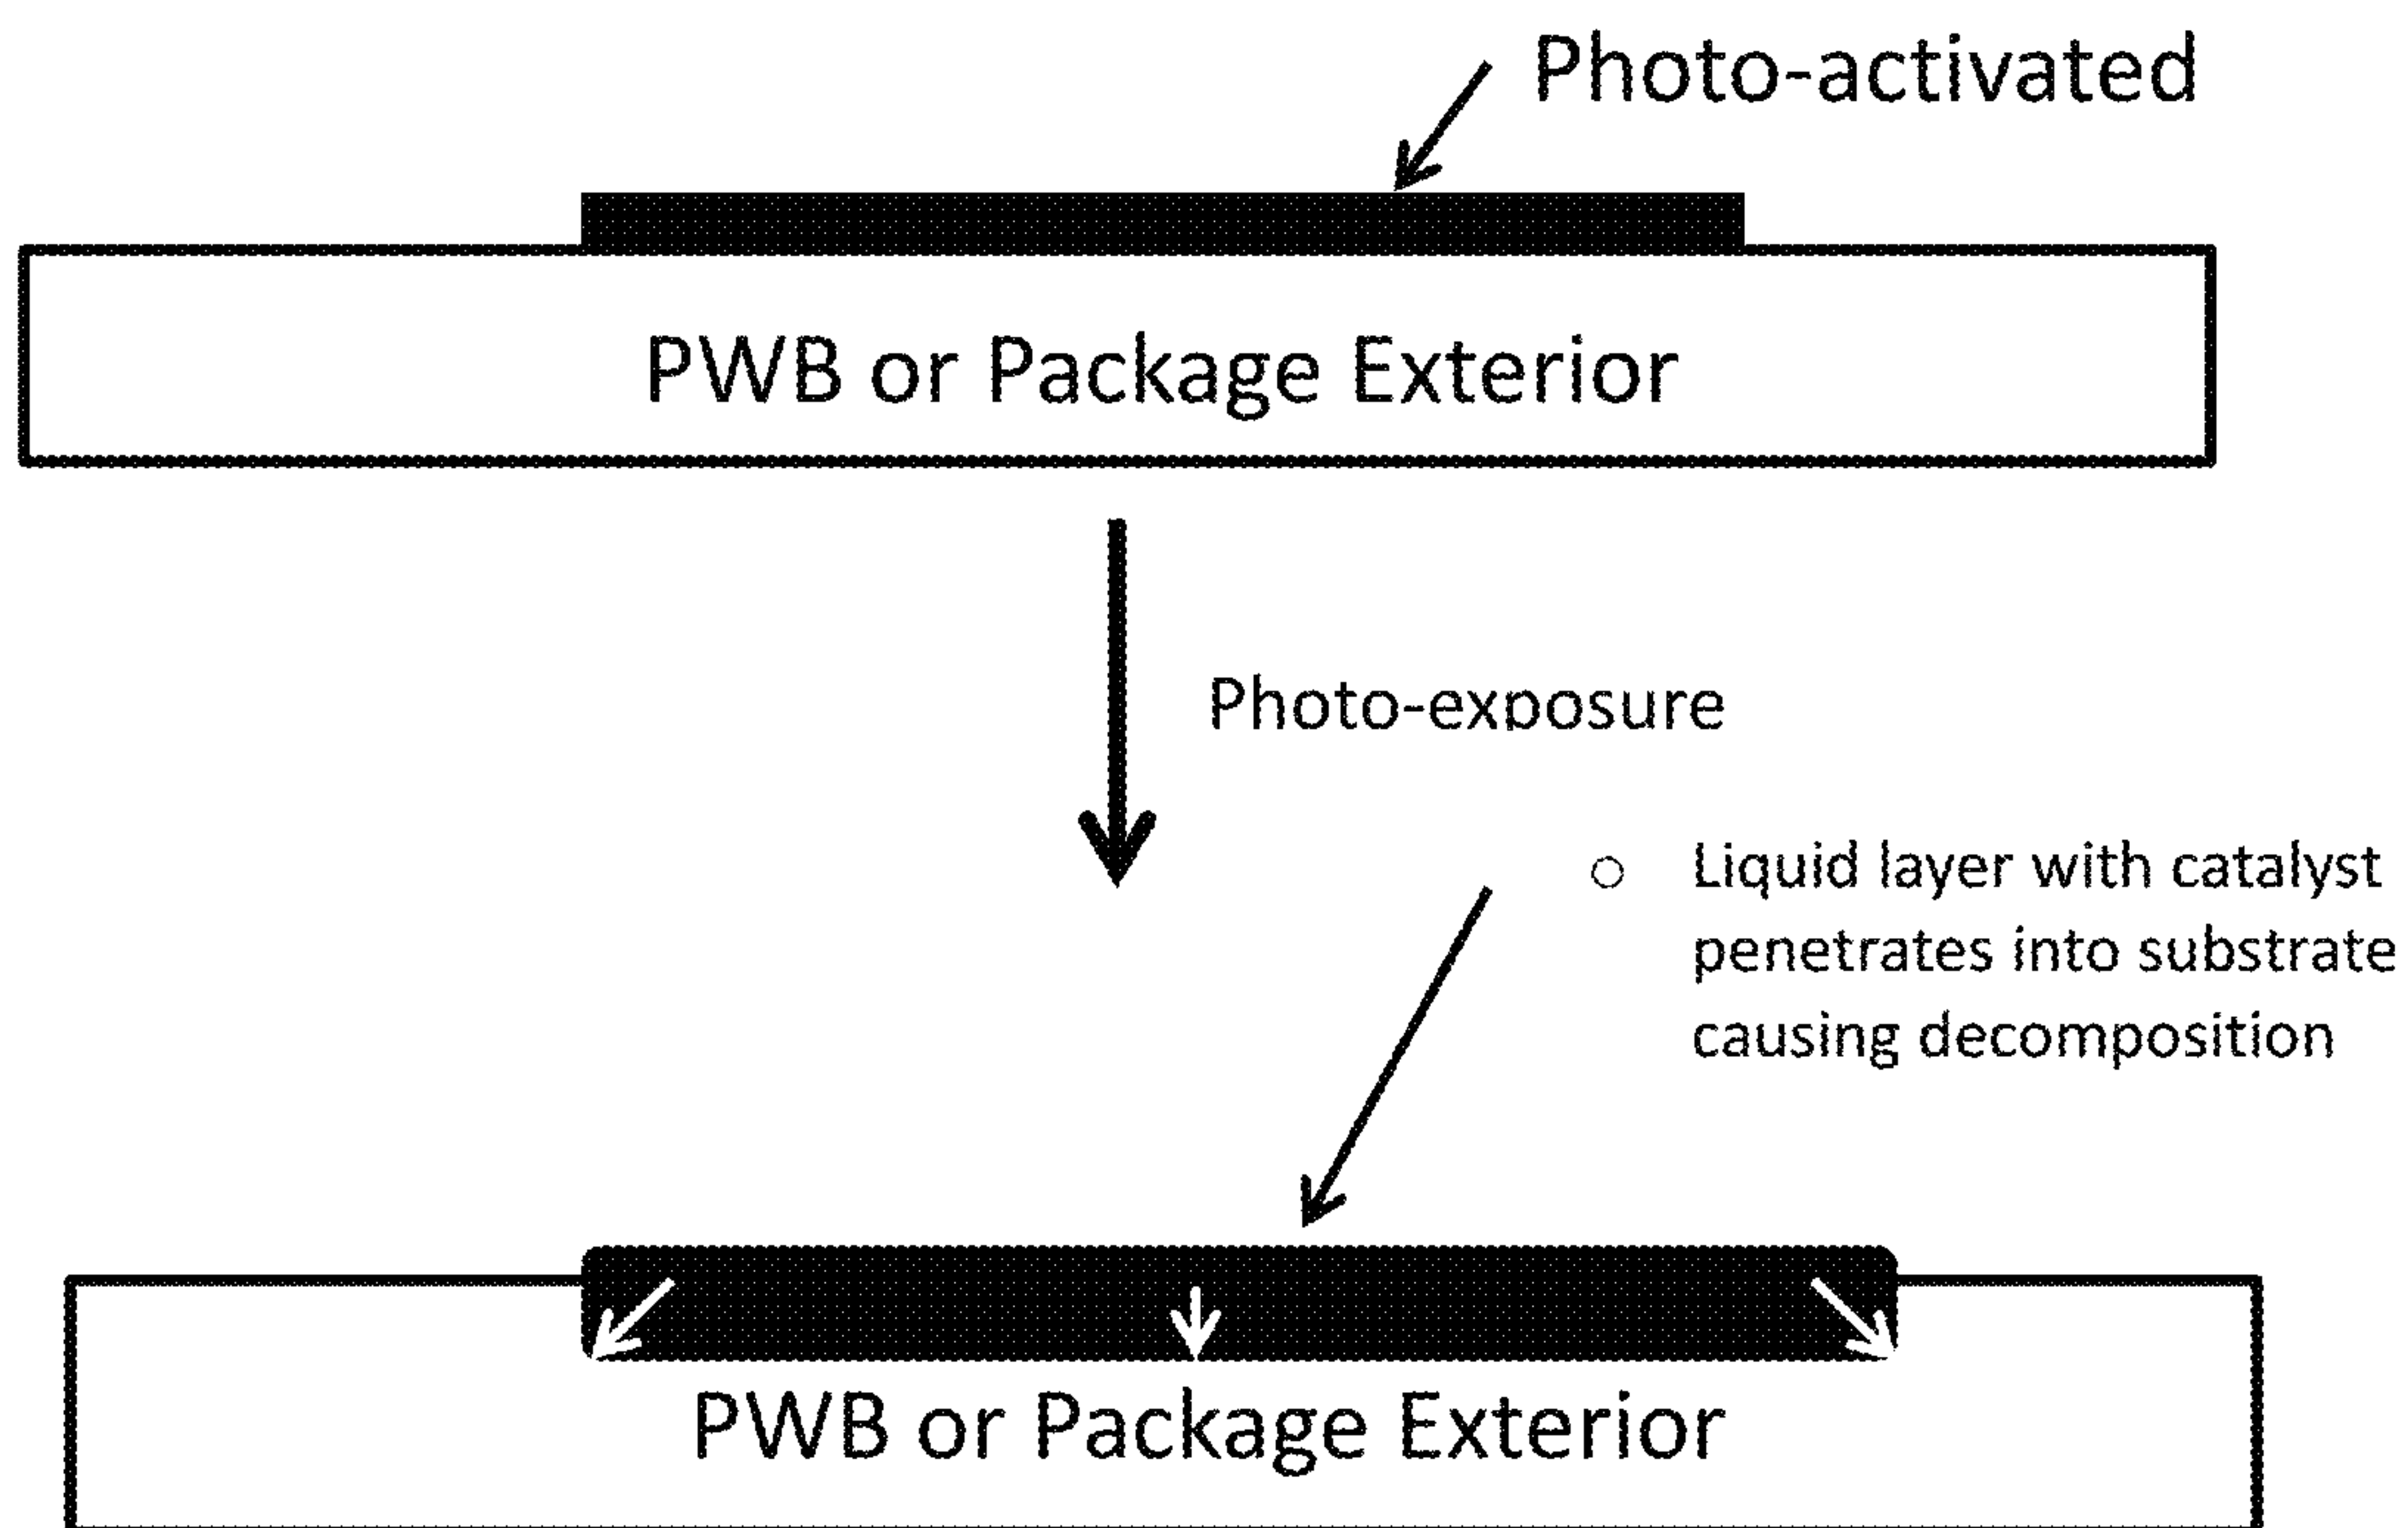 Photo-activated
PWB or Package Exterior
Photo-exposure
○ Liquid layer with catalyst
penetrates into substrate
causing decomposition
PWB or Package Exterior